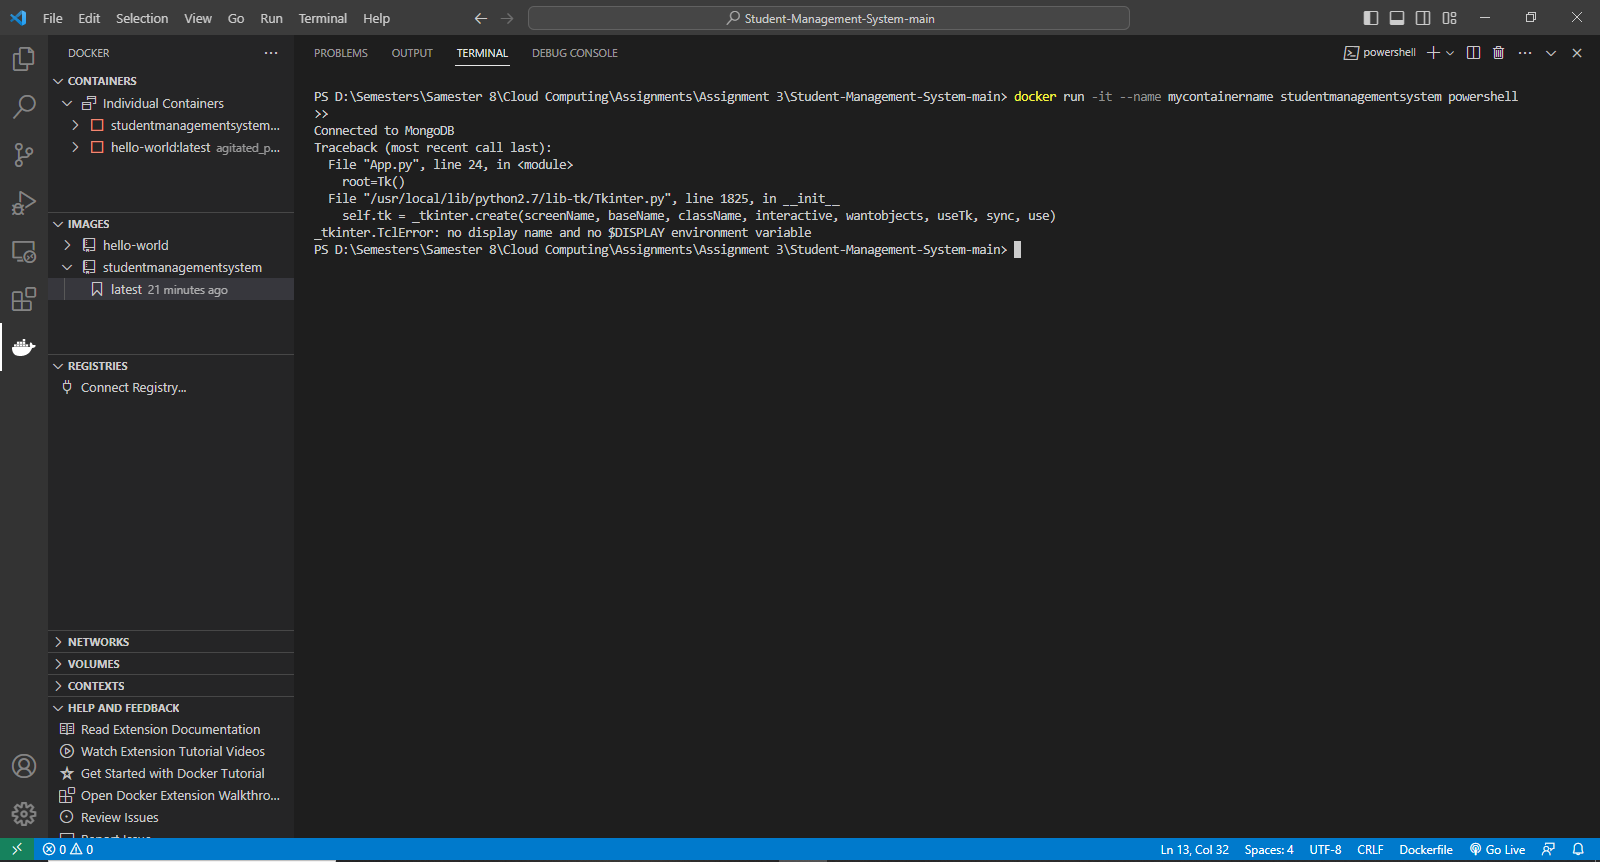 File Edit Selection View Go Run Terminal Help
Student-Management-System-main
DOCKER
CONTAINERS
Individual Containers
studentmanagementsystem...
hello-world:latest agitated_p...
IMAGES
hello-world
studentmanagementsystem
latest 21 minutes ago
REGISTRIES
Connect Registry...
NETWORKS
VOLUMES
CONTEXTS
HELP AND FEEDBACK
Read Extension Documentation
Watch Extension Tutorial Videos
Get Started with Docker Tutorial
Open Docker Extension Walkthro...
Review Issues
PROBLEMS OUTPUT TERMINAL DEBUG CONSOLE
powershell
PS D:\Semesters\Samester 8\Cloud Computing\Assignments\Assignment 3\Student-Management-System-main> docker run -it --name mycontainername studentmanagementsystem powershell
>>
Connected to MongoDB
Traceback (most recent call last):
  File "App.py", line 24, in <module>
    root=Tk()
  File "/usr/local/lib/python2.7/lib-tk/Tkinter.py", line 1825, in __init__
    self.tk = _tkinter.create(screenName, baseName, className, interactive, wantobjects, useTk, sync, use)
_tkinter.TclError: no display name and no $DISPLAY environment variable
PS D:\Semesters\Samester 8\Cloud Computing\Assignments\Assignment 3\Student-Management-System-main>
0 0
Ln 13, Col 32 Spaces: 4 UTF-8 CRLF Dockerfile Go Live